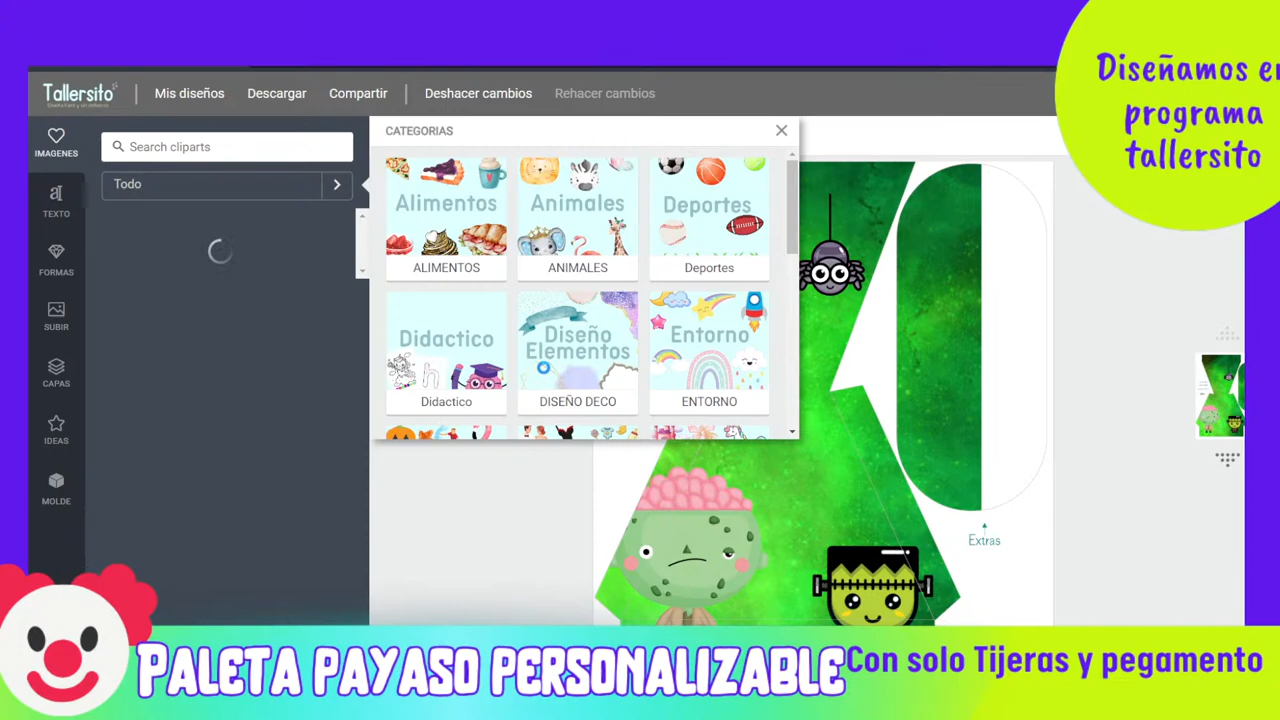 Diseñamos en
programa
tallersito
Tallersito
Mis diseños
Descargar
Compartir
Deshacer cambios
Rehacer cambios
IMAGENES
TEXTO
FORMAS
SUBIR
CAPAS
IDEAS
MOLDE
Search cliparts
Todo
CATEGORIAS
Alimentos
ALIMENTOS
Animales
ANIMALES
Deportes
Deportes
Didactico
Didactico
Diseño
Elementos
DISEÑO DECO
Entorno
ENTORNO
Extras
PALETA PAYASO PERSONALIZABLE
Con solo Tijeras y pegamento